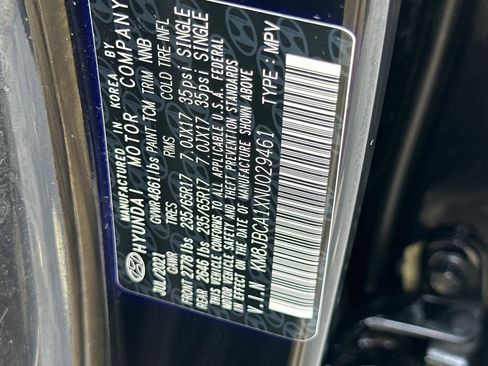 MANUFACTURED IN KOREA BY
HYUNDAI MOTOR COMPANY
JUL/2021 GVWR 4861 lbs PAINT TCM TRIM NNB
GAWR TIRES RIMS COLD TIRE INFL
FRONT 2778 lbs 235/65R17 7.0JX17 35psi SINGLE
REAR 2646 lbs 235/65R17 7.0JX17 35psi SINGLE
THIS VEHICLE CONFORMS TO ALL APPLICABLE U.S.A. FEDERAL
MOTOR VEHICLE SAFETY AND THEFT PREVENTION STANDARDS
IN EFFECT ON THE DATE OF MANUFACTURE SHOWN ABOVE
V.I.N KM8JBCA1XNU029461 TYPE : MPV